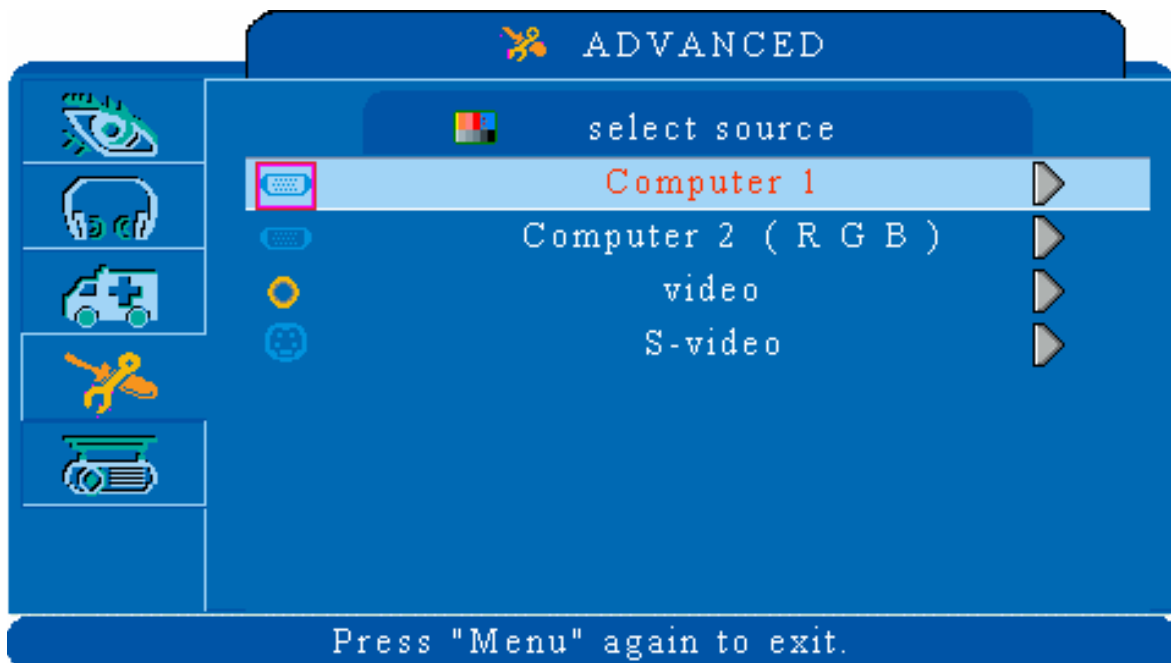 ADVANCED
select source
Computer 1
Computer 2 ( R G B )
video
S-video
Press "Menu" again to exit.